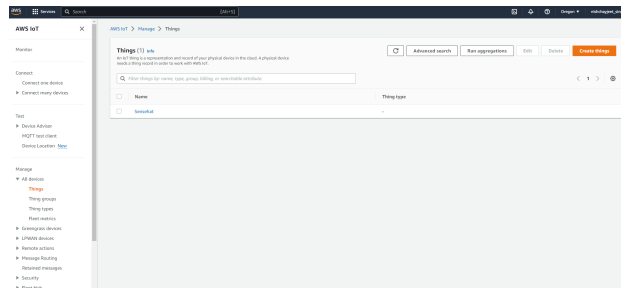 aws
Services
Search
[Alt+S]
Oregon ▼
AWS IoT
×
AWS IoT > Manage > Things
Monitor
Connect
Connect one device
▶ Connect many devices
Test
▶ Device Advisor
MQTT test client
Device Location New
Manage
▼ All devices
Things
Thing groups
Thing types
Fleet metrics
▶ Greengrass devices
▶ LPWAN devices
▶ Remote actions
▶ Message Routing
Retained messages
▶ Security
▶ Fleet Hub
Things (1) Info
An IoT thing is a representation and record of your physical device in the cloud. A physical device
needs a thing record in order to work with AWS IoT.
Advanced search
Run aggregations
Edit
Delete
Create things
Filter things by: name, type, group, billing, or searchable attribute.
< 1 >
Name
Thing type
-